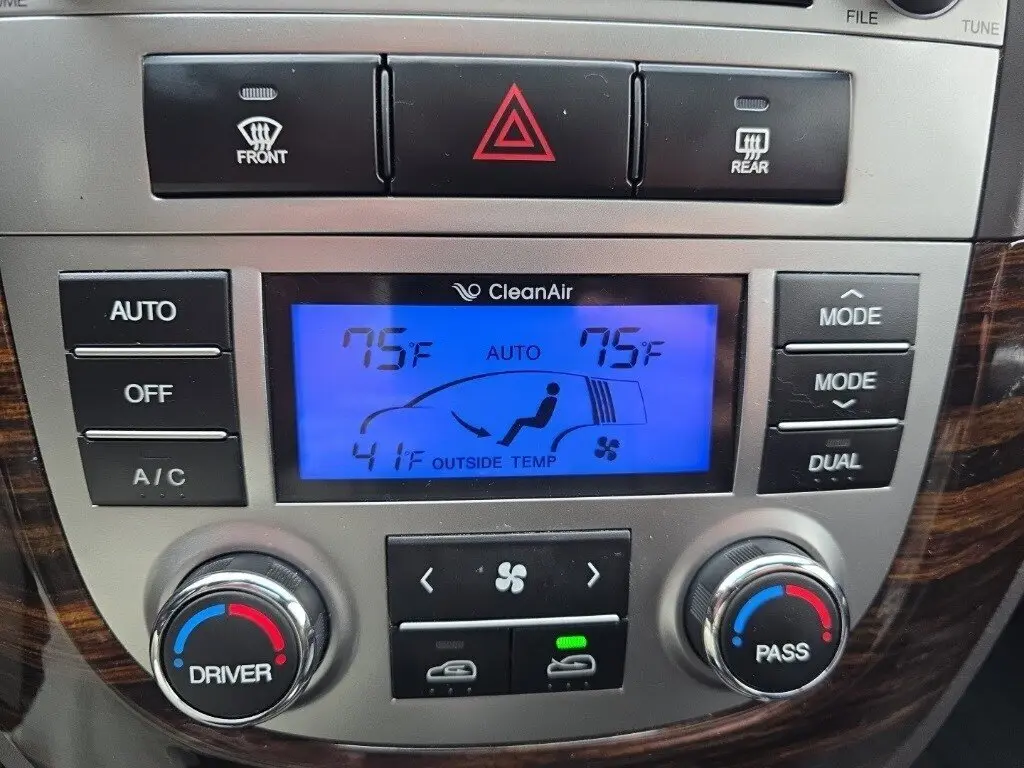 FILE
TUNE
FRONT
REAR
CleanAir
AUTO
75°F AUTO 75°F
MODE
OFF
MODE
41°F OUTSIDE TEMP
A/C
DUAL
DRIVER
PASS